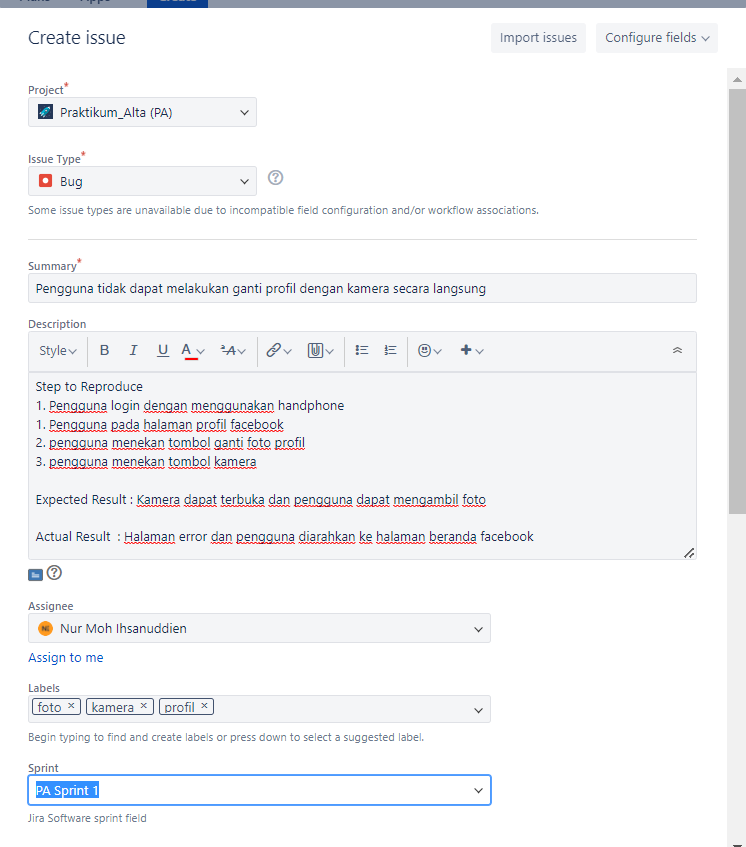 Create
Create issue
Import issues
Configure fields
Project*
Praktikum_Alta (PA)
Issue Type*
Bug
Some issue types are unavailable due to incompatible field configuration and/or workflow associations.
Summary*
Pengguna tidak dapat melakukan ganti profil dengan kamera secara langsung
Description
Style B I U A ªA
Step to Reproduce
1. Pengguna login dengan menggunakan handphone
1. Pengguna pada halaman profil facebook
2. pengguna menekan tombol ganti foto profil
3. pengguna menekan tombol kamera
Expected Result : Kamera dapat terbuka dan pengguna dapat mengambil foto
Actual Result  : Halaman error dan pengguna diarahkan ke halaman beranda facebook
Assignee
Nur Moh Ihsanuddien
Assign to me
Labels
foto × kamera × profil ×
Begin typing to find and create labels or press down to select a suggested label.
Sprint
PA Sprint 1
Jira Software sprint field